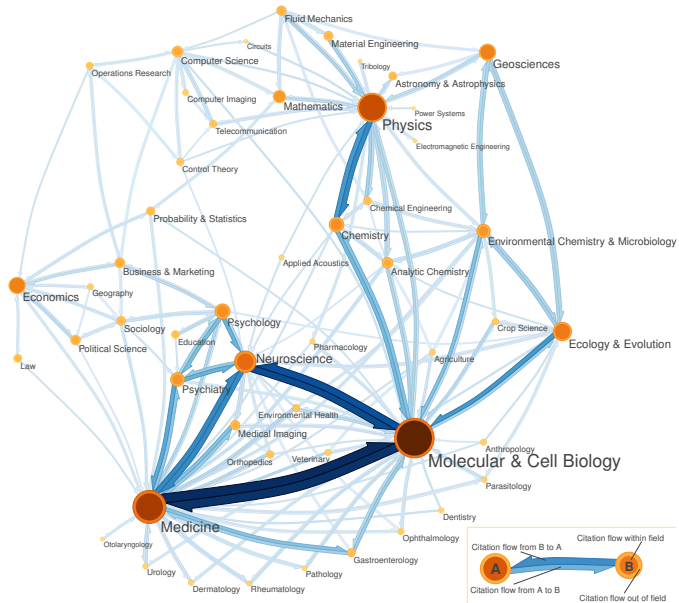 Fluid Mechanics
Circuits
Material Engineering
Computer Science
Tribology
Geosciences
Operations Research
Astronomy & Astrophysics
Computer Imaging
Mathematics
Power Systems
Physics
Telecommunication
Electromagnetic Engineering
Control Theory
Chemical Engineering
Probability & Statistics
Chemistry
Environmental Chemistry & Microbiology
Applied Acoustics
Business & Marketing
Analytic Chemistry
Economics
Geography
Psychology
Sociology
Crop Science
Education
Ecology & Evolution
Political Science
Pharmacology
Neuroscience
Agriculture
Law
Psychiatry
Environmental Health
Medical Imaging
Anthropology
Orthopedics
Veterinary
Molecular & Cell Biology
Parasitology
Dentistry
Medicine
Ophthalmology
Otolaryngology
Gastroenterology
Urology
Pathology
Dermatology
Rheumatology
Citation flow from B to A
Citation flow within field
A
B
Citation flow from A to B
Citation flow out of field